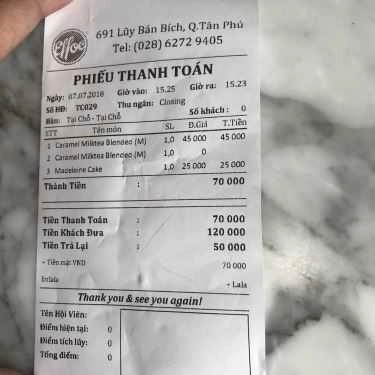 Effoc
691 Lũy Bán Bích, Q.Tân Phú
Tel: (028) 6272 9405
PHIẾU THANH TOÁN
Ngày: 07.07.2018 Giờ vào: 15.25 Giờ ra: 15.23
Số HĐ: TC029 Thu ngân: Closing
Bàn: Tại Chỗ - Tại Chỗ Số khách: 0
STT Tên món SL Đ.Giá T.Tiền
1 Caramel Milktea Blended (M) 1,0 45 000 45 000
2 Caramel Milktea Blended (M) 1,0 0
3 Madeleine Cake 1,0 25 000 25 000
Thành Tiền : 70 000
Tiền Thanh Toán : 70 000
Tiền Khách Đưa : 120 000
Tiền Trả Lại : 50 000
+ Tiền mặt VND 70 000
+ Lala
Thank you & see you again!
Tên Hội Viên:
Điểm hiện tại: 0
Điểm tích lũy: 0
Tổng điểm: 0